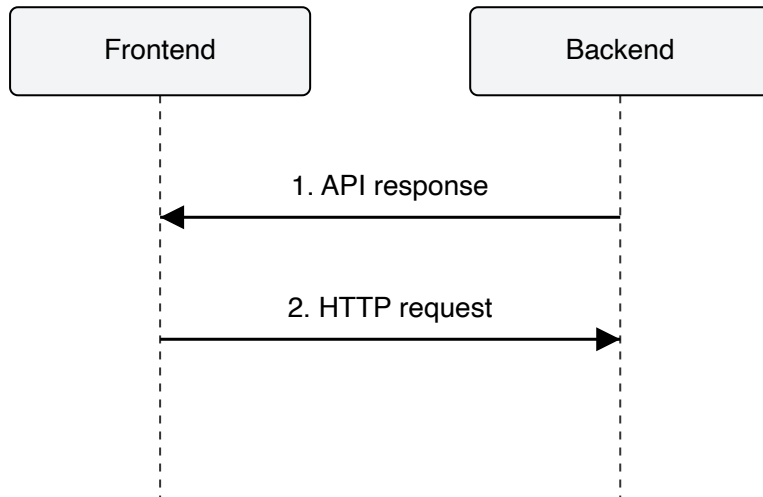 Frontend
Backend
1. API response
2. HTTP request